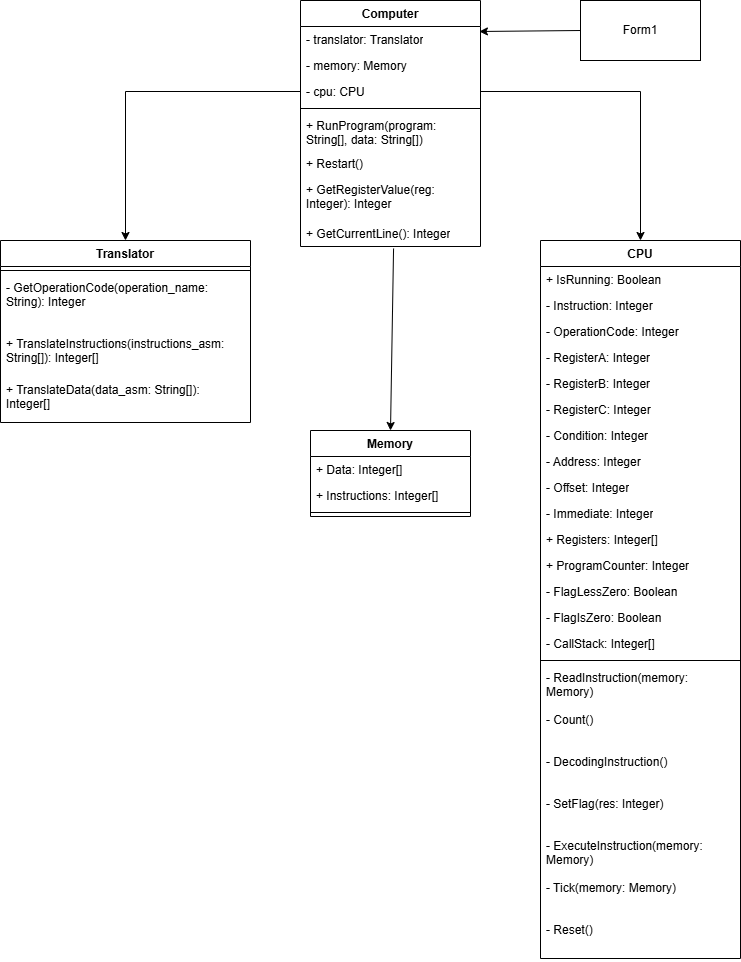 Computer
- translator: Translator
- memory: Memory
- cpu: CPU
+ RunProgram(program:
String[], data: String[])
+ Restart()
+ GetRegisterValue(reg:
Integer): Integer
+ GetCurrentLine(): Integer
Form1
Translator
- GetOperationCode(operation_name:
String): Integer
+ TranslateInstructions(instructions_asm:
String[]): Integer[]
+ TranslateData(data_asm: String[]):
Integer[]
Memory
+ Data: Integer[]
+ Instructions: Integer[]
CPU
+ IsRunning: Boolean
- Instruction: Integer
- OperationCode: Integer
- RegisterA: Integer
- RegisterB: Integer
- RegisterC: Integer
- Condition: Integer
- Address: Integer
- Offset: Integer
- Immediate: Integer
+ Registers: Integer[]
+ ProgramCounter: Integer
- FlagLessZero: Boolean
- FlagIsZero: Boolean
- CallStack: Integer[]
- ReadInstruction(memory:
Memory)
- Count()
- DecodingInstruction()
- SetFlag(res: Integer)
- ExecuteInstruction(memory:
Memory)
- Tick(memory: Memory)
- Reset()